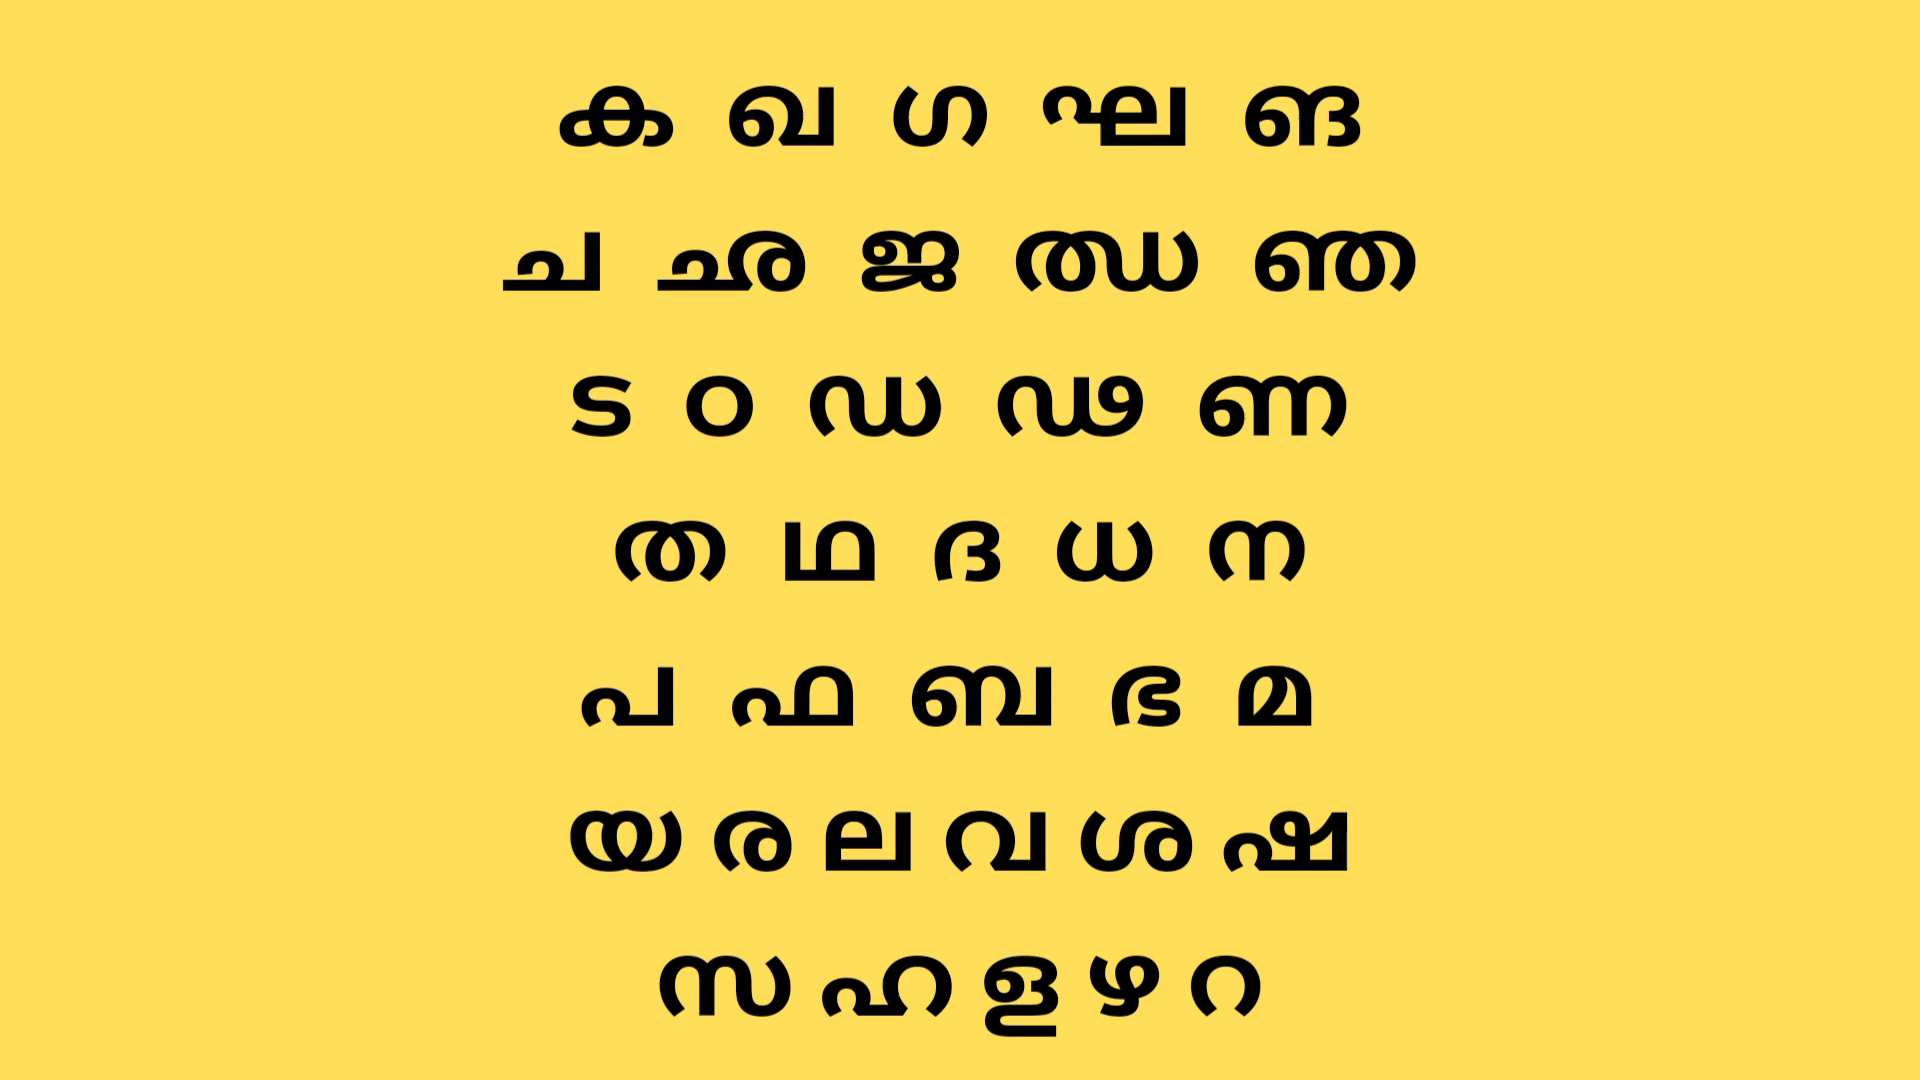 ക ഖ ഗ ഘ ങ
ച ഛ ജ ഝ ഞ
ട ഠ ഡ ഢ ണ
ത ഥ ദ ധ ന
പ ഫ ബ ഭ മ
യ ര ല വ ശ ഷ
സ ഹ ള ഴ റ